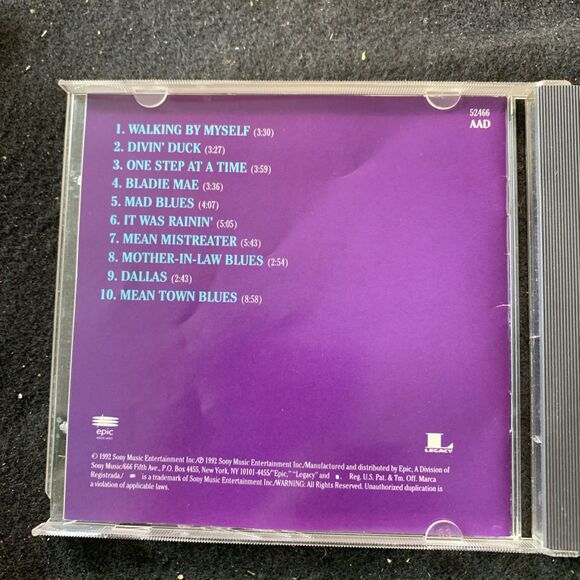 52466
AAD
1. WALKING BY MYSELF (3:30)
2. DIVIN' DUCK (3:27)
3. ONE STEP AT A TIME (3:59)
4. BLADIE MAE (3:36)
5. MAD BLUES (4:07)
6. IT WAS RAININ' (5:05)
7. MEAN MISTREATER (5:43)
8. MOTHER-IN-LAW BLUES (2:54)
9. DALLAS (2:43)
10. MEAN TOWN BLUES (8:58)
epic
L
LEGACY
© 1992 Sony Music Entertainment Inc./℗ 1992 Sony Music Entertainment Inc./Manufactured and distributed by Epic, A Division of
Sony Music/666 Fifth Ave., P.O. Box 4455, New York, NY 10101-4455/"Epic," "Legacy" and L Reg. U.S. Pat. & Tm. Off. Marca
Registrada./ is a trademark of Sony Music Entertainment Inc./WARNING: All Rights Reserved. Unauthorized duplication is
a violation of applicable laws.